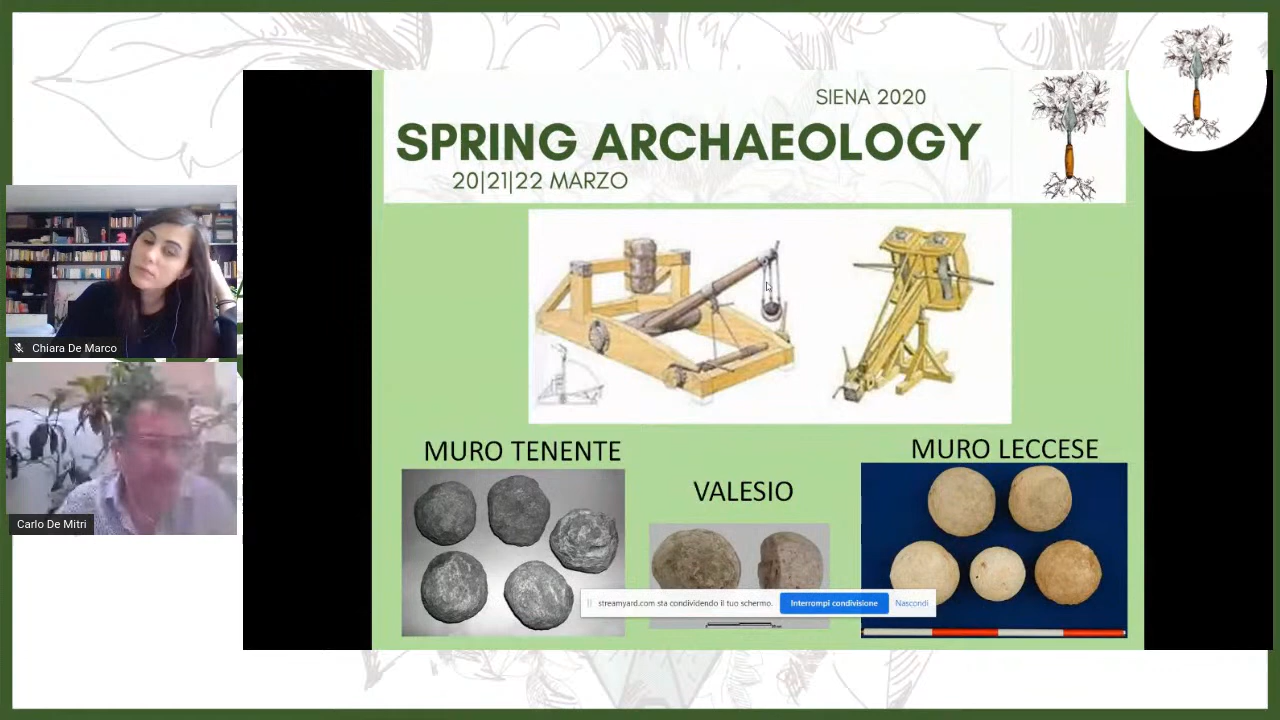 SIENA 2020
SPRING ARCHAEOLOGY
20|21|22 MARZO
Chiara De Marco
Carlo De Mitri
MURO TENENTE
VALESIO
MURO LECCESE
streamyard.com sta condividendo il tuo schermo.
Interrompi condivisione
Nascondi